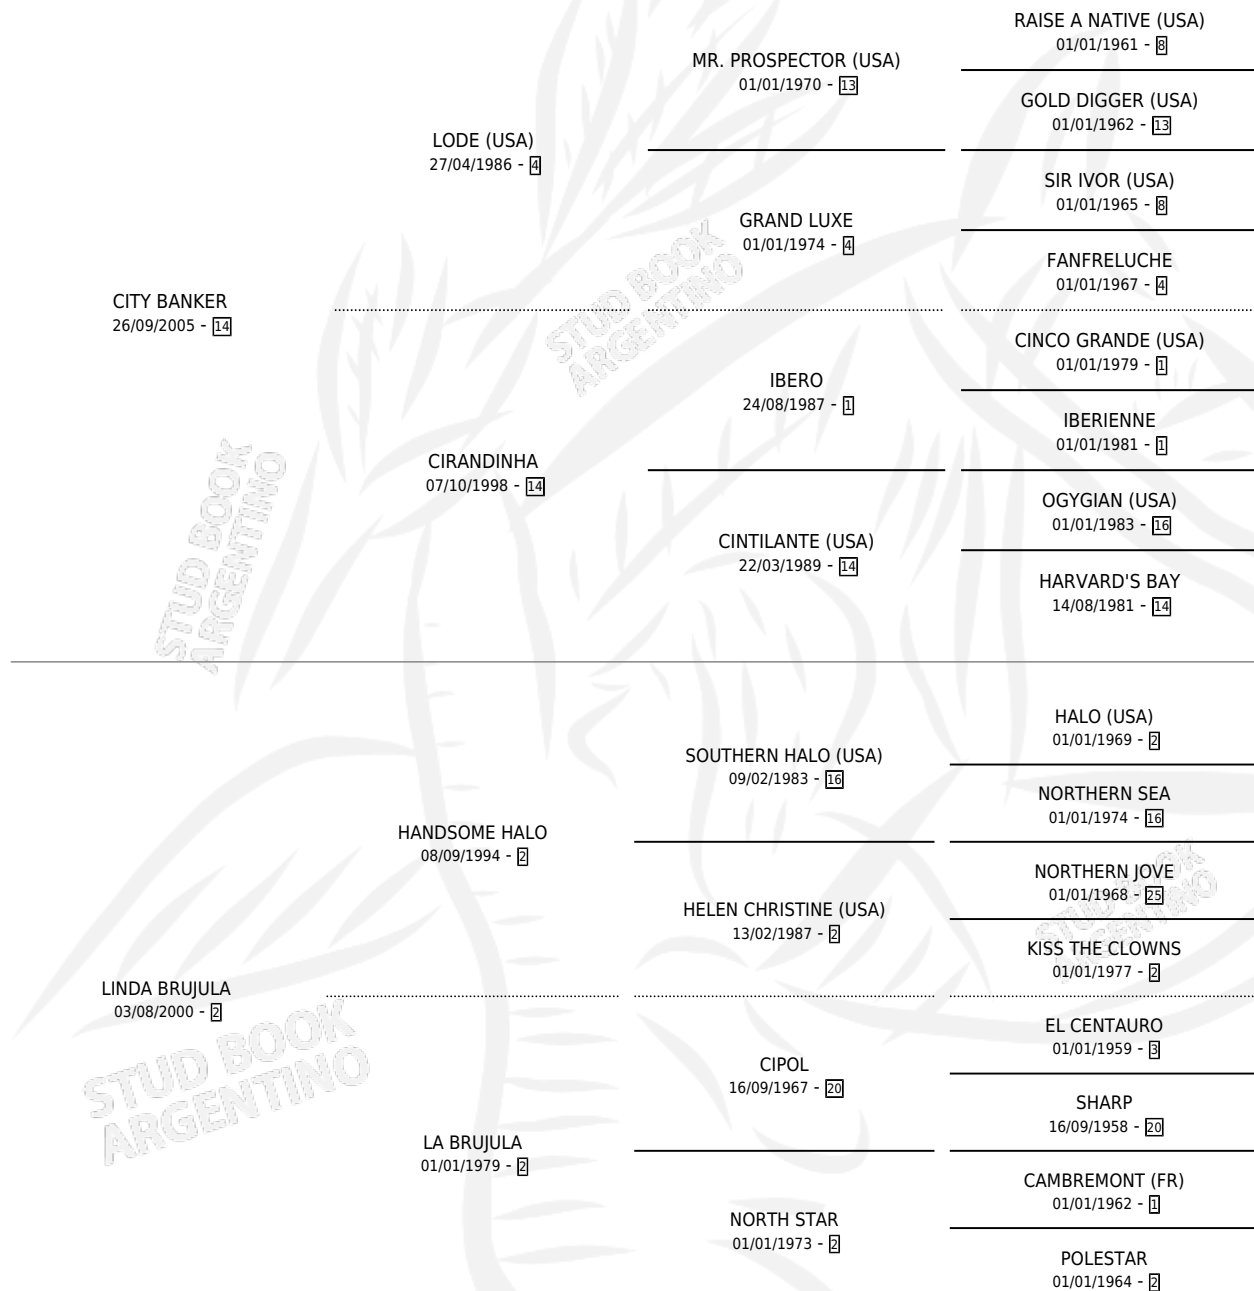 RAISE A NATIVE (USA)
01/01/1961 - 8
MR. PROSPECTOR (USA)
01/01/1970 - 13
GOLD DIGGER (USA)
01/01/1962 - 13
LODE (USA)
27/04/1986 - 4
SIR IVOR (USA)
01/01/1965 - 8
GRAND LUXE
01/01/1974 - 4
FANFRELUCHE
01/01/1967 - 4
CITY BANKER
26/09/2005 - 14
CINCO GRANDE (USA)
01/01/1979 - 1
IBERO
24/08/1987 - 1
IBERIENNE
01/01/1981 - 1
CIRANDINHA
07/10/1998 - 14
OGYGIAN (USA)
01/01/1983 - 16
CINTILANTE (USA)
22/03/1989 - 14
HARVARD'S BAY
14/08/1981 - 14
HALO (USA)
01/01/1969 - 2
SOUTHERN HALO (USA)
09/02/1983 - 16
NORTHERN SEA
01/01/1974 - 16
HANDSOME HALO
08/09/1994 - 2
NORTHERN JOVE
01/01/1968 - 25
HELEN CHRISTINE (USA)
13/02/1987 - 2
KISS THE CLOWNS
01/01/1977 - 2
LINDA BRUJULA
03/08/2000 - 2
EL CENTAURO
01/01/1959 - 3
CIPOL
16/09/1967 - 20
SHARP
16/09/1958 - 20
LA BRUJULA
01/01/1979 - 2
CAMBREMONT (FR)
01/01/1962 - 1
NORTH STAR
01/01/1973 - 2
POLESTAR
01/01/1964 - 2
STUD BOOK
ARGENTINO
STUD BOOK
ARGENTINO
STUD BOOK
ARGENTINO
STUD BOOK
ARGENTINO